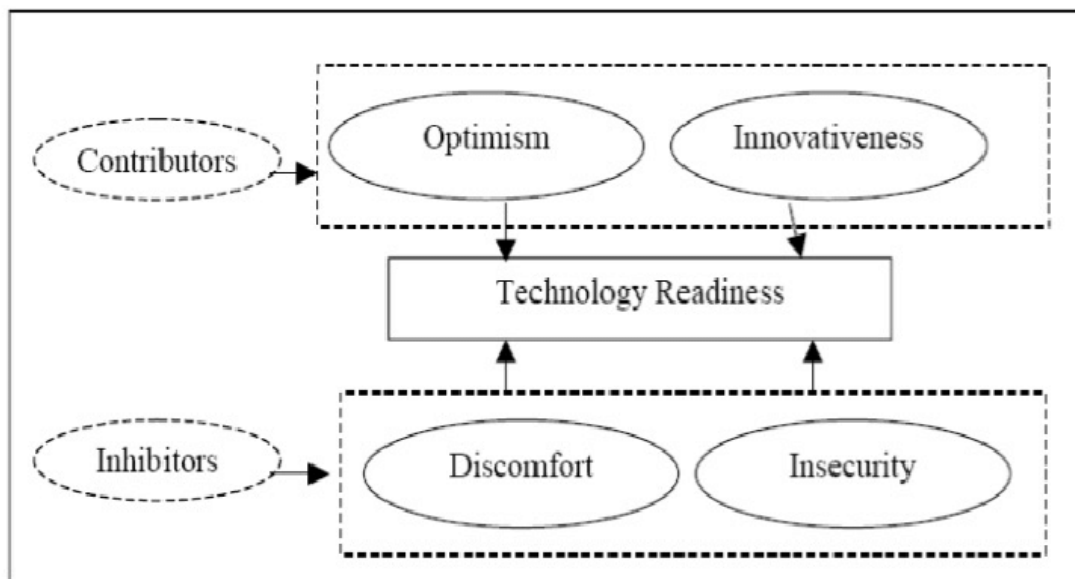 Contributors
Optimism
Innovativeness
Technology Readiness
Inhibitors
Discomfort
Insecurity